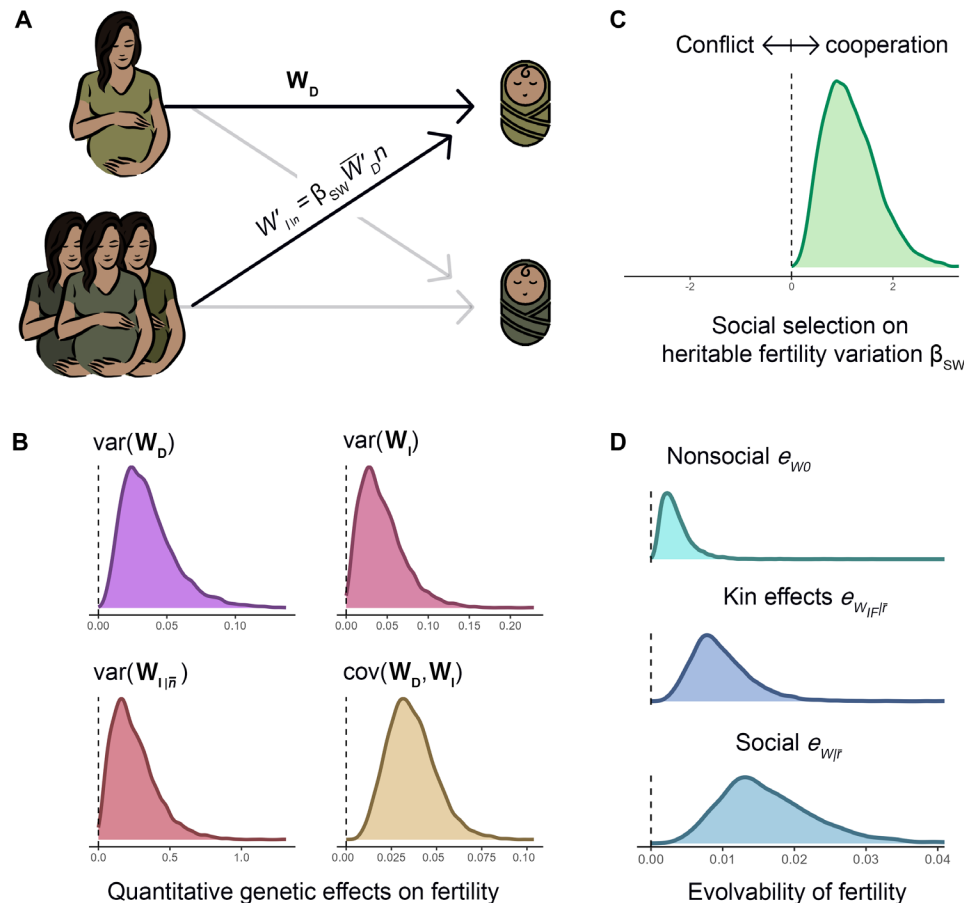 A
W_D
W'_I|n = β_SW W̅'_D n
C
Conflict ↔ cooperation
-2 0 2
Social selection on
heritable fertility variation β_SW
B
var(W_D)
0.00 0.05 0.10
var(W_I)
0.00 0.05 0.10 0.15 0.20
var(W_I|n̅)
0.0 0.5 1.0
cov(W_D, W_I)
0.00 0.025 0.050 0.075 0.10
Quantitative genetic effects on fertility
D
Nonsocial e_W0
Kin effects e_W_IF|r̅
Social e_W|r̅
0.00 0.01 0.02 0.03 0.04
Evolvability of fertility